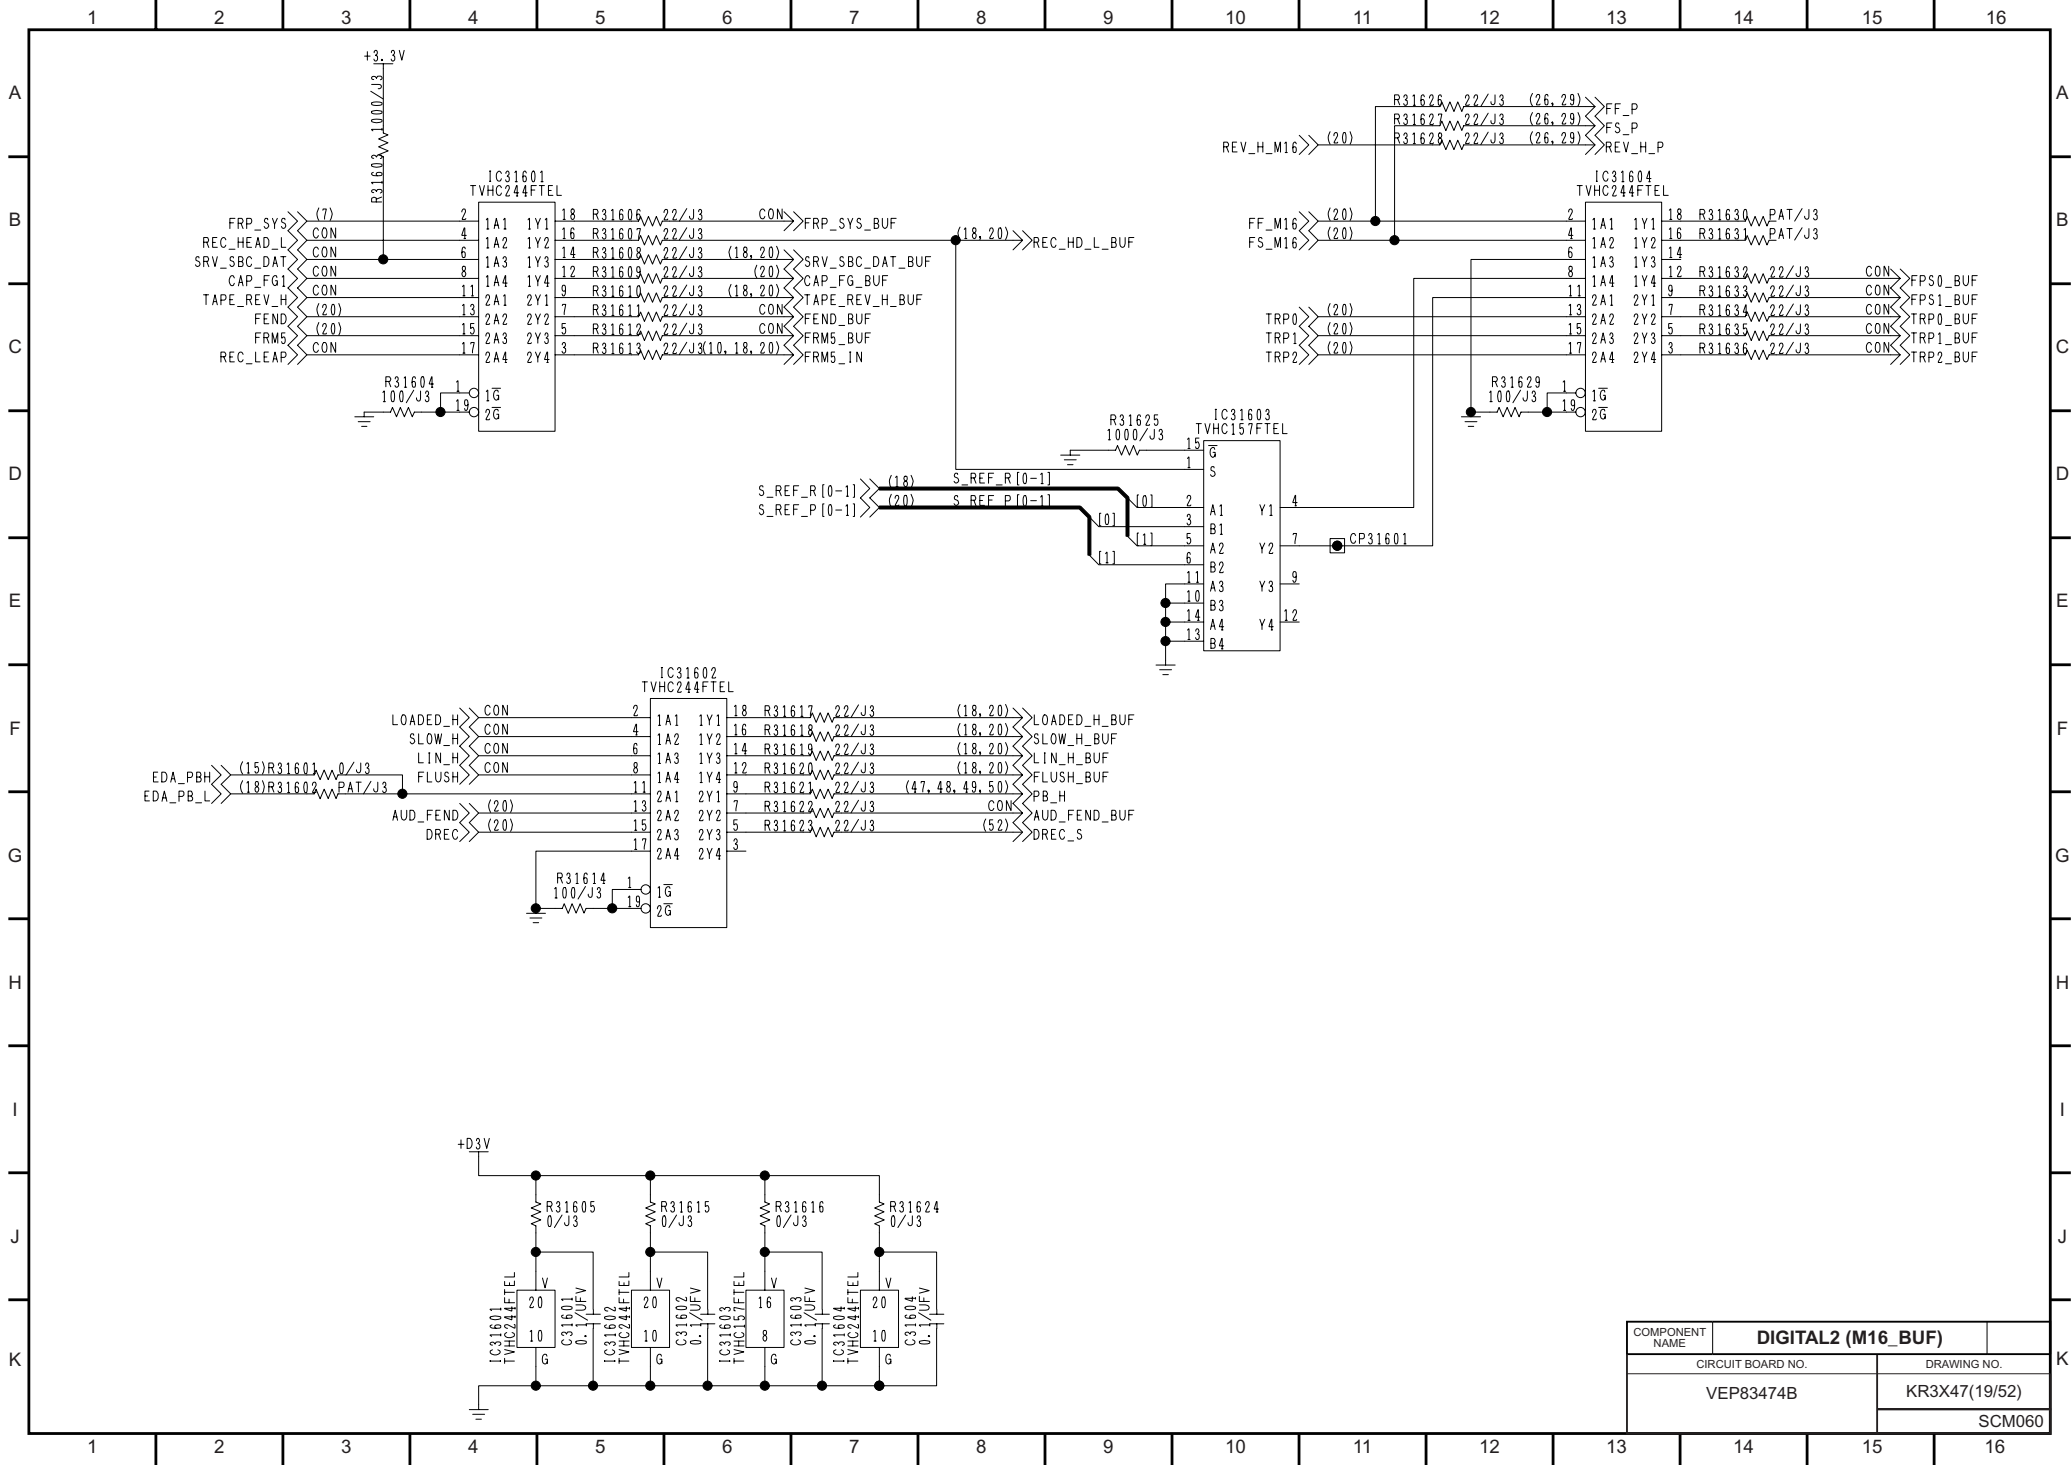 1 2 3 4 5 6 7 8 9 10 11 12 13 14 15 16
A A
B B
C C
D D
E E
F F
G G
H H
I I
J J
K K
+3.3V
R31603 1000/J3
IC31601
TVHC244FTEL
FRP_SYS (7) 2 1A1 1Y1 18 R31606 22/J3 CON FRP_SYS_BUF
REC_HEAD_L CON 4 1A2 1Y2 16 R31607 22/J3 (18,20) REC_HD_L_BUF
SRV_SBC_DAT CON 6 1A3 1Y3 14 R31608 22/J3 (18,20) SRV_SBC_DAT_BUF
CAP_FG1 CON 8 1A4 1Y4 12 R31609 22/J3 (20) CAP_FG_BUF
TAPE_REV_H CON 11 2A1 2Y1 9 R31610 22/J3 (18,20) TAPE_REV_H_BUF
FEND (20) 13 2A2 2Y2 7 R31611 22/J3 CON FEND_BUF
FRM5 (20) 15 2A3 2Y3 5 R31612 22/J3 CON FRM5_BUF
REC_LEAP CON 17 2A4 2Y4 3 R31613 22/J3 (10,18,20) FRM5_IN
R31604
100/J3
1 1G
19 2G
R31626 22/J3 (26,29) FF_P
R31627 22/J3 (26,29) FS_P
REV_H_M16 (20) R31628 22/J3 (26,29) REV_H_P
IC31604
TVHC244FTEL
FF_M16 (20) 2 1A1 1Y1 18 R31630 PAT/J3
FS_M16 (20) 4 1A2 1Y2 16 R31631 PAT/J3
6 1A3 1Y3 14
8 1A4 1Y4 12 R31632 22/J3 CON FPS0_BUF
11 2A1 2Y1 9 R31633 22/J3 CON FPS1_BUF
TRP0 (20) 13 2A2 2Y2 7 R31634 22/J3 CON TRP0_BUF
TRP1 (20) 15 2A3 2Y3 5 R31635 22/J3 CON TRP1_BUF
TRP2 (20) 17 2A4 2Y4 3 R31636 22/J3 CON TRP2_BUF
R31629
100/J3
1 1G
19 2G
IC31603
TVHC157FTEL
R31625
1000/J3
15 G
1 S
S_REF_R[0-1] (18) S_REF_R[0-1]
S_REF_P[0-1] (20) S_REF_P[0-1]
[0] 2 A1 Y1 4
[0] 3 B1
[1] 5 A2 Y2 7 CP31601
[1] 6 B2
11 A3 Y3 9
10 B3
14 A4 Y4 12
13 B4
IC31602
TVHC244FTEL
LOADED_H CON 2 1A1 1Y1 18 R31617 22/J3 (18,20) LOADED_H_BUF
SLOW_H CON 4 1A2 1Y2 16 R31618 22/J3 (18,20) SLOW_H_BUF
LIN_H CON 6 1A3 1Y3 14 R31619 22/J3 (18,20) LIN_H_BUF
FLUSH CON 8 1A4 1Y4 12 R31620 22/J3 (18,20) FLUSH_BUF
EDA_PBH (15) R31601 0/J3
EDA_PB_L (18) R31602 PAT/J3 11 2A1 2Y1 9 R31621 22/J3 (47,48,49,50) PB_H
AUD_FEND (20) 13 2A2 2Y2 7 R31622 22/J3 CON AUD_FEND_BUF
DREC (20) 15 2A3 2Y3 5 R31623 22/J3 (52) DREC_S
17 2A4 2Y4 3
R31614
100/J3
1 1G
19 2G
+D3V
R31605 R31615 R31616 R31624
0/J3 0/J3 0/J3 0/J3
IC31601 TVHC244FTEL V 20 10 G C31601 0.1/UFV
IC31602 TVHC244FTEL V 20 10 G C31602 0.1/UFV
IC31603 TVHC157FTEL V 16 8 G C31603 0.1/UFV
IC31604 TVHC244FTEL V 20 10 G C31604 0.1/UFV
COMPONENT NAME DIGITAL2 (M16_BUF)
CIRCUIT BOARD NO. DRAWING NO.
VEP83474B KR3X47(19/52)
SCM060
1 2 3 4 5 6 7 8 9 10 11 12 13 14 15 16